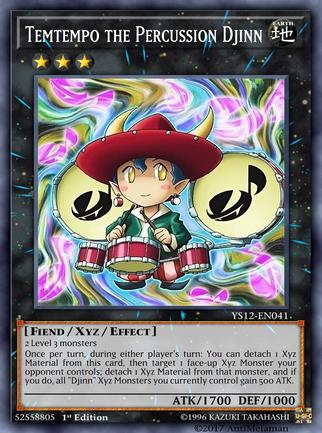 TEMTEMPO THE PERCUSSION DJINN
EARTH
地
YS12-EN041
[FIEND / XYZ / EFFECT]
2 Level 3 monsters
Once per turn, during either player's turn: You can detach 1 Xyz
Material from this card, then target 1 face-up Xyz Monster your
opponent controls; detach 1 Xyz Material from that monster, and if
you do, all "Djinn" Xyz Monsters you currently control gain 500 ATK.
ATK/1700 DEF/1000
52558805 1st Edition ©1996 KAZUKI TAKAHASHI
©2017 AntiMetaman